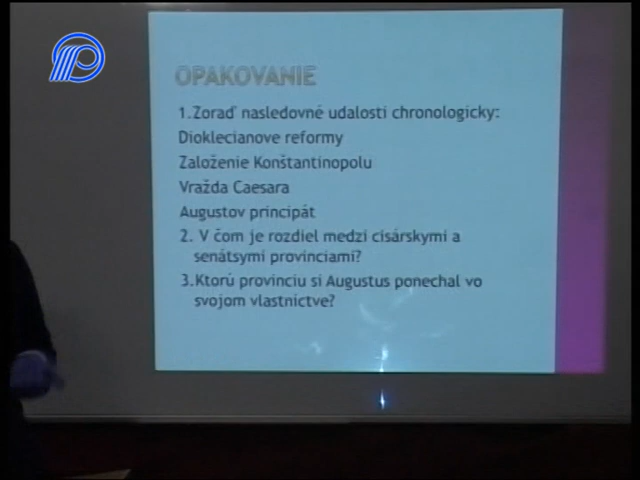 OPAKOVANIE
1.Zoraď nasledovné udalosti chronologicky:
Dioklecianove reformy
Založenie Konštantinopolu
Vražda Caesara
Augustov principát
2. V čom je rozdiel medzi cisárskymi a
senátsymi provinciami?
3.Ktorú provinciu si Augustus ponechal vo
svojom vlastníctve?